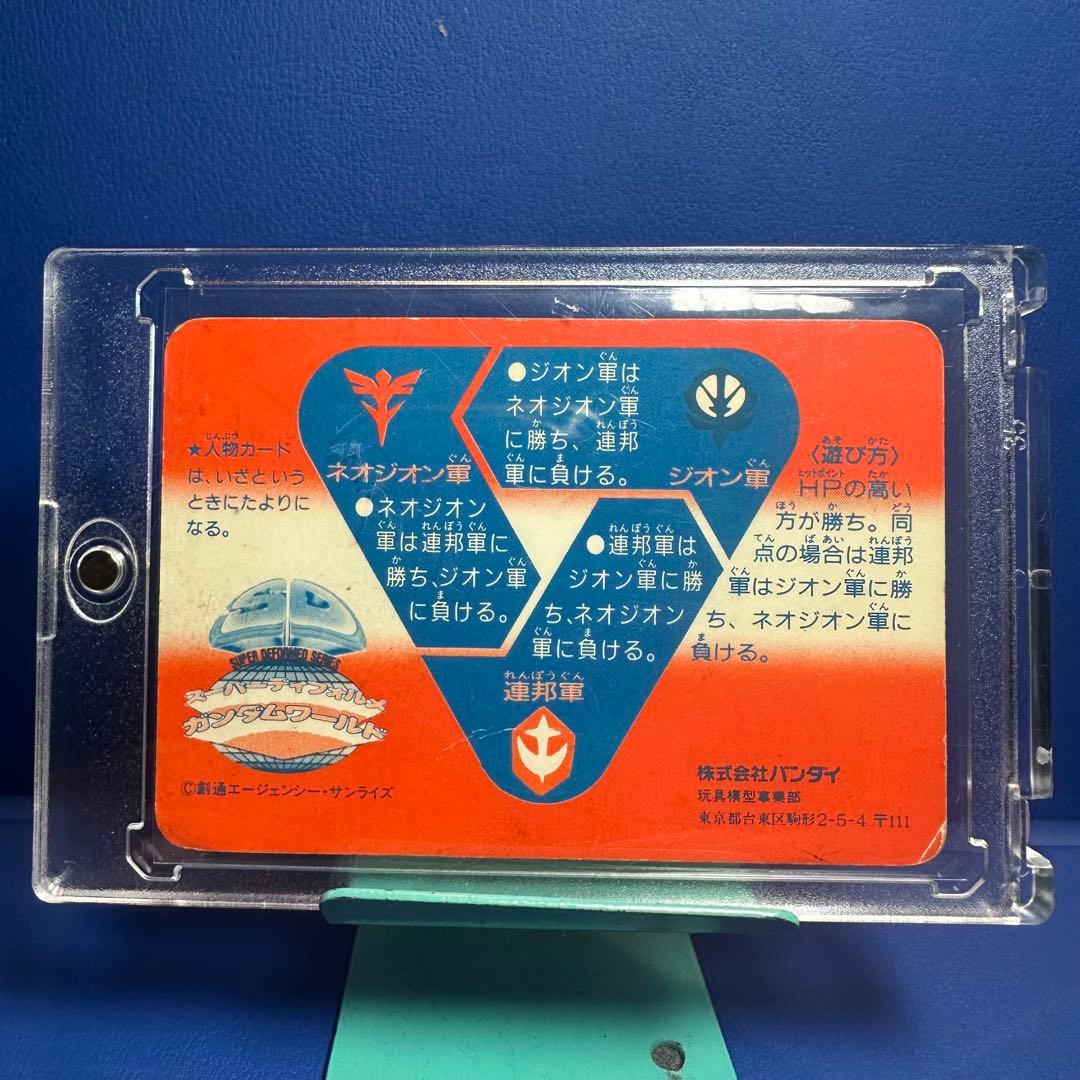 ★人物カード
は、いざという
ときにたよりに
なる。
SUPER DEFORMED SERIES
スーパーディフォルメ
ガンダムワールド
©創通エージェンシー・サンライズ
ネオジオン軍
●ネオジオン
軍は連邦軍に
勝ち、ジオン軍
に負ける。
●ジオン軍は
ネオジオン軍
に勝ち、連邦
軍に負ける。
ジオン軍
●連邦軍は
ジオン軍に勝
ち、ネオジオン
軍に負ける。
連邦軍
〈遊び方〉
HPの高い
方が勝ち。同
点の場合は連邦
軍はジオン軍に勝
ち、ネオジオン軍に
負ける。
株式会社バンダイ
玩具模型事業部
東京都台東区駒形2-5-4 〒111